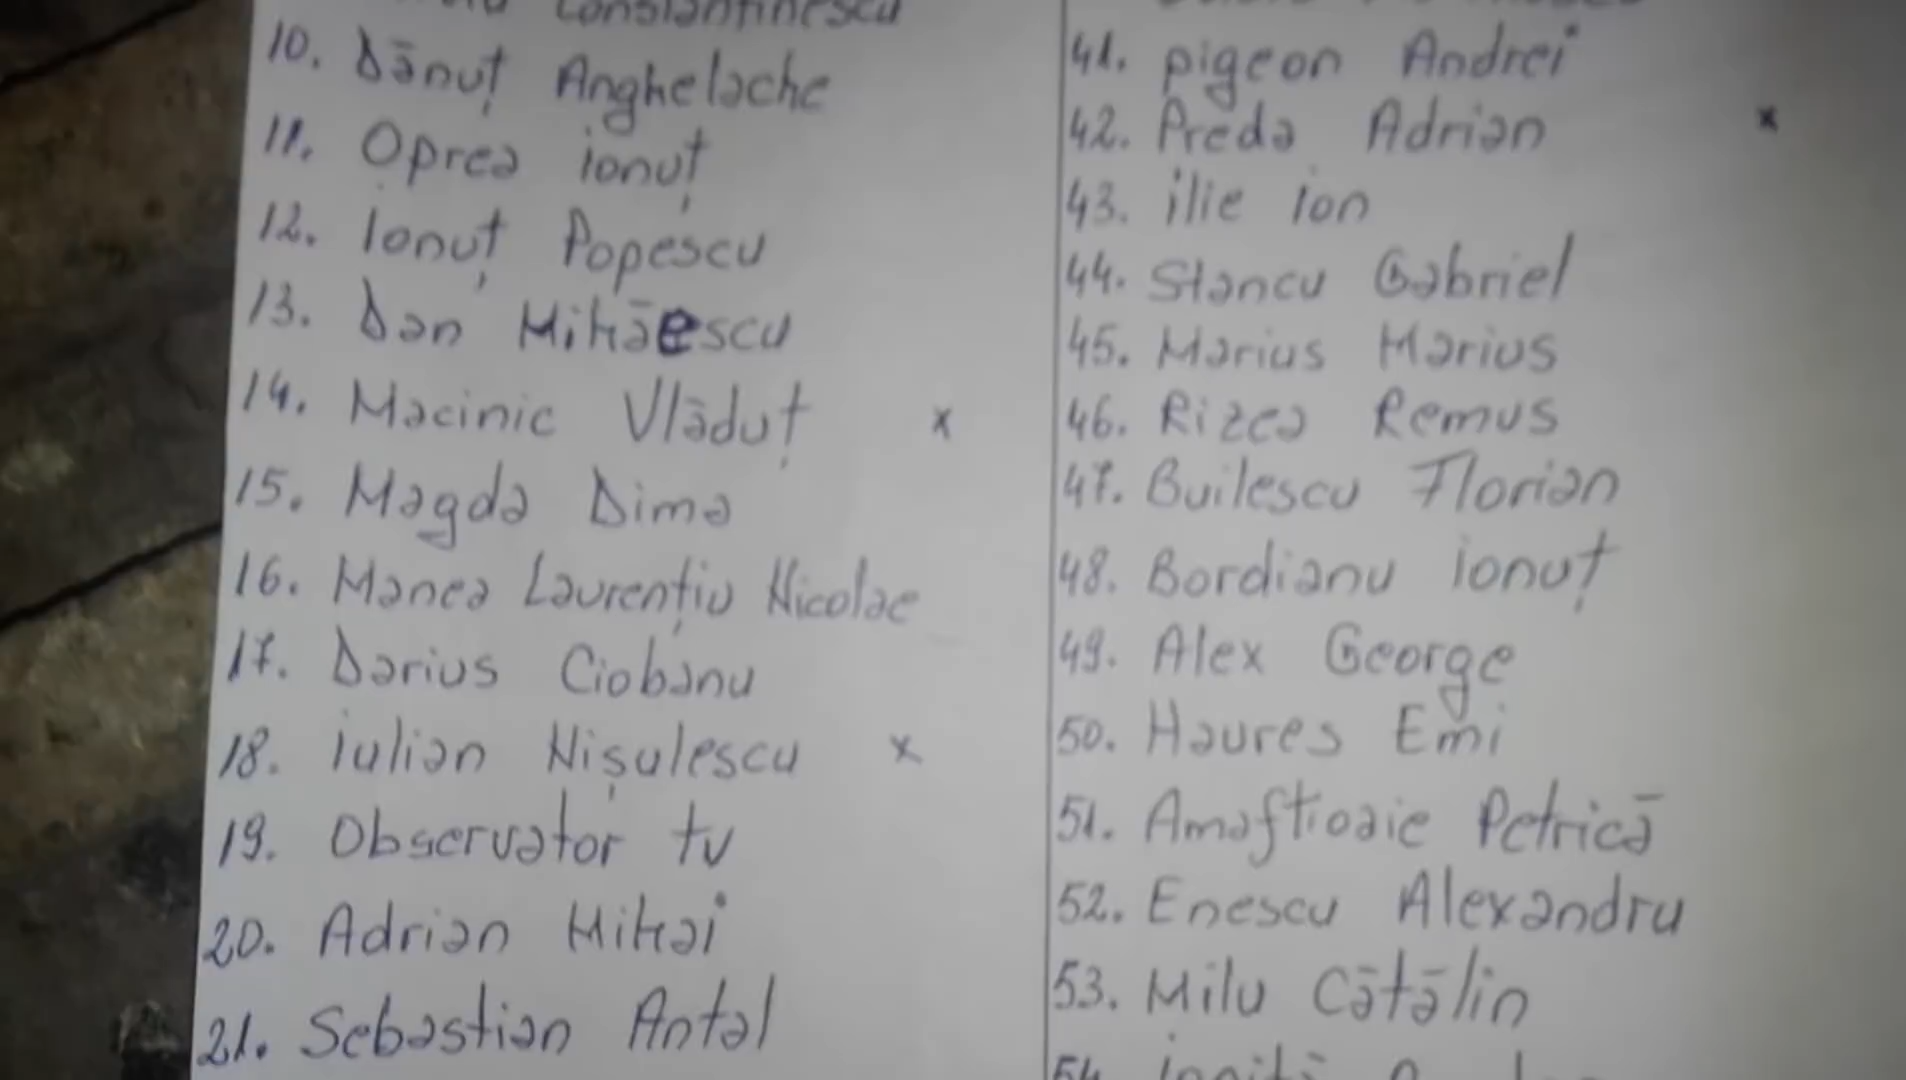 Constantinescu
10. Dănuț Anghelache
11. Oprea ionuț
12. Ionuț Popescu
13. Dan Mihăescu
14. Macinic Vlăduț x
15. Magda Dima
16. Manea Laurențiu Nicolae
17. Darius Ciobanu
18. iulian Nișulescu x
19. Observator tv
20. Adrian Mihai
21. Sebastian Antal
41. pigeon Andrei
42. Preda Adrian x
43. ilie ion
44. Stancu Gabriel
45. Marius Marius
46. Rizea Remus
47. Builescu Florian
48. Bordianu ionuț
49. Alex George
50. Haures Emi
51. Amaftioaie Petrică
52. Enescu Alexandru
53. Milu Cătălin
54.